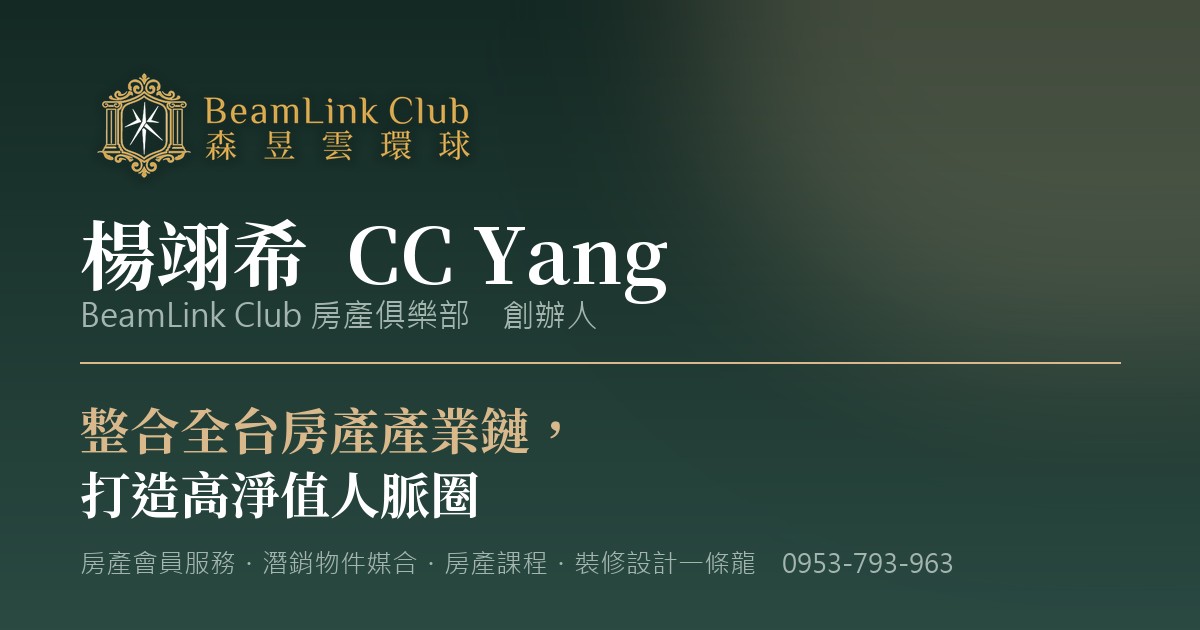 BeamLink Club
森昱雲環球
楊翊希 CC Yang
BeamLink Club 房產俱樂部 創辦人
整合全台房產產業鏈，
打造高淨值人脈圈
房產會員服務 · 潛銷物件媒合 · 房產課程 · 裝修設計一條龍 0953-793-963